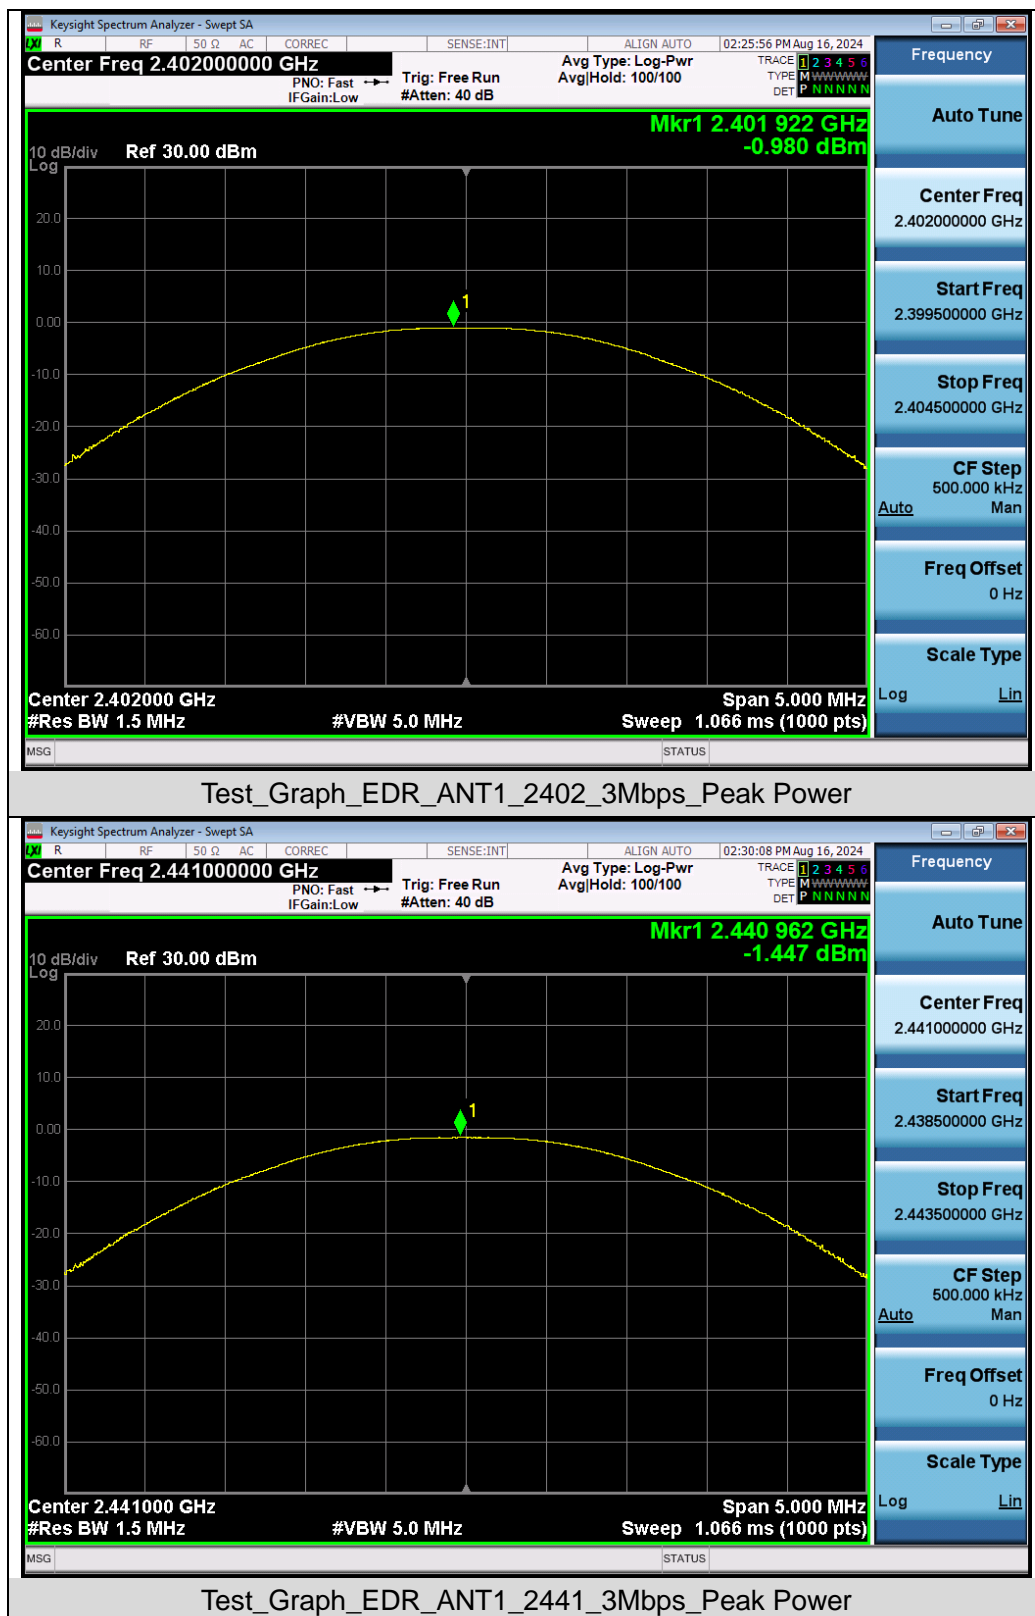 Keysight Spectrum Analyzer - Swept SA
LXI R RF 50 Ω AC CORREC SENSE:INT ALIGN AUTO 02:25:56 PM Aug 16, 2024
Center Freq 2.402000000 GHz
PNO: Fast
IFGain:Low
Trig: Free Run
#Atten: 40 dB
Avg Type: Log-Pwr
Avg|Hold: 100/100
TRACE 1 2 3 4 5 6
TYPE M W W W W W
DET P N N N N N
Mkr1 2.401 922 GHz
-0.980 dBm
10 dB/div Ref 30.00 dBm
Log
20.0
10.0
1
0.00
-10.0
-20.0
-30.0
-40.0
-50.0
-60.0
Center 2.402000 GHz Span 5.000 MHz
#Res BW 1.5 MHz #VBW 5.0 MHz Sweep 1.066 ms (1000 pts)
MSG STATUS
Frequency
Auto Tune
Center Freq
2.402000000 GHz
Start Freq
2.399500000 GHz
Stop Freq
2.404500000 GHz
CF Step
500.000 kHz
Auto Man
Freq Offset
0 Hz
Scale Type
Log Lin
Test_Graph_EDR_ANT1_2402_3Mbps_Peak Power
Keysight Spectrum Analyzer - Swept SA
LXI R RF 50 Ω AC CORREC SENSE:INT ALIGN AUTO 02:30:08 PM Aug 16, 2024
Center Freq 2.441000000 GHz
PNO: Fast
IFGain:Low
Trig: Free Run
#Atten: 40 dB
Avg Type: Log-Pwr
Avg|Hold: 100/100
TRACE 1 2 3 4 5 6
TYPE M W W W W W
DET P N N N N N
Mkr1 2.440 962 GHz
-1.447 dBm
10 dB/div Ref 30.00 dBm
Log
20.0
10.0
1
0.00
-10.0
-20.0
-30.0
-40.0
-50.0
-60.0
Center 2.441000 GHz Span 5.000 MHz
#Res BW 1.5 MHz #VBW 5.0 MHz Sweep 1.066 ms (1000 pts)
MSG STATUS
Frequency
Auto Tune
Center Freq
2.441000000 GHz
Start Freq
2.438500000 GHz
Stop Freq
2.443500000 GHz
CF Step
500.000 kHz
Auto Man
Freq Offset
0 Hz
Scale Type
Log Lin
Test_Graph_EDR_ANT1_2441_3Mbps_Peak Power